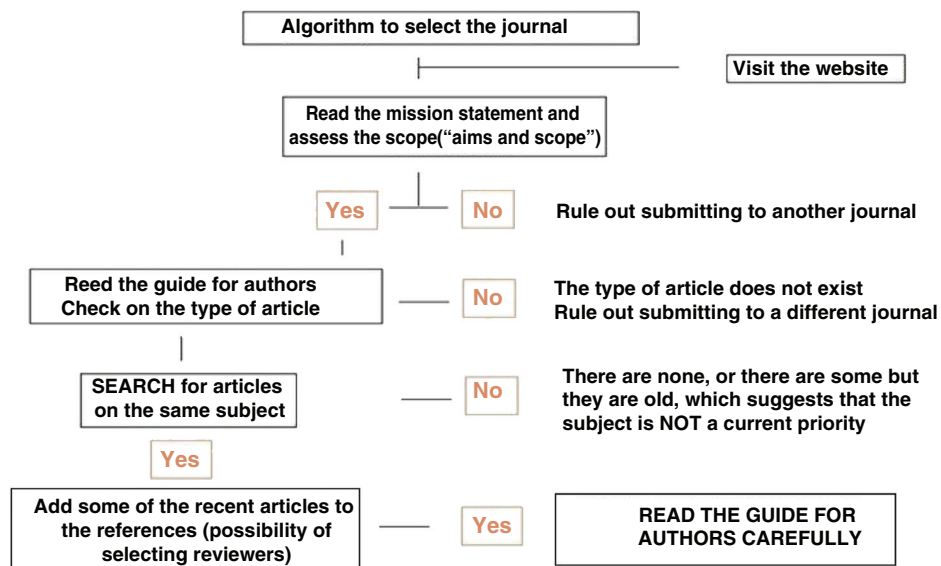 Algorithm to select the journal
Visit the website
Read the mission statement and
assess the scope(“aims and scope”)
Yes
No
Rule out submitting to another journal
Reed the guide for authors
Check on the type of article
No
The type of article does not exist
Rule out submitting to a different journal
SEARCH for articles
on the same subject
No
There are none, or there are some but
they are old, which suggests that the
subject is NOT a current priority
Yes
Add some of the recent articles to
the references (possibility of
selecting reviewers)
Yes
READ THE GUIDE FOR
AUTHORS CAREFULLY